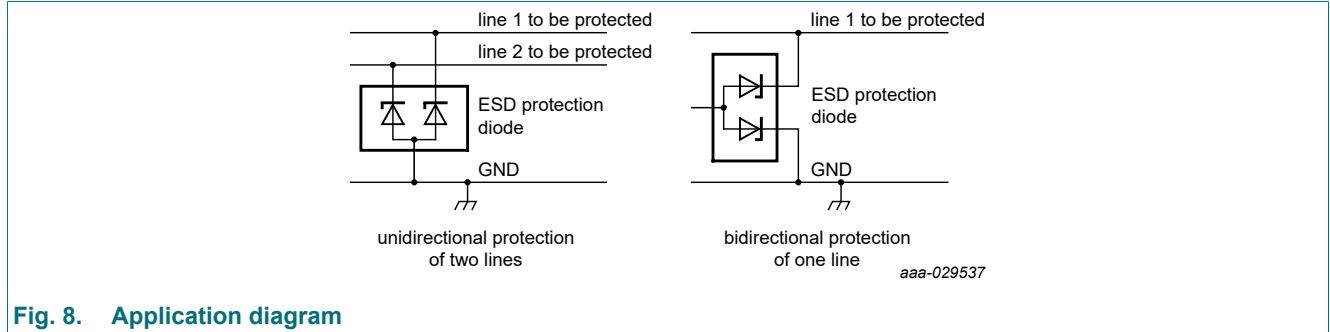 line 1 to be protected
line 2 to be protected
ESD protection
diode
GND
unidirectional protection
of two lines
line 1 to be protected
ESD protection
diode
GND
bidirectional protection
of one line
aaa-029537
Fig. 8. Application diagram